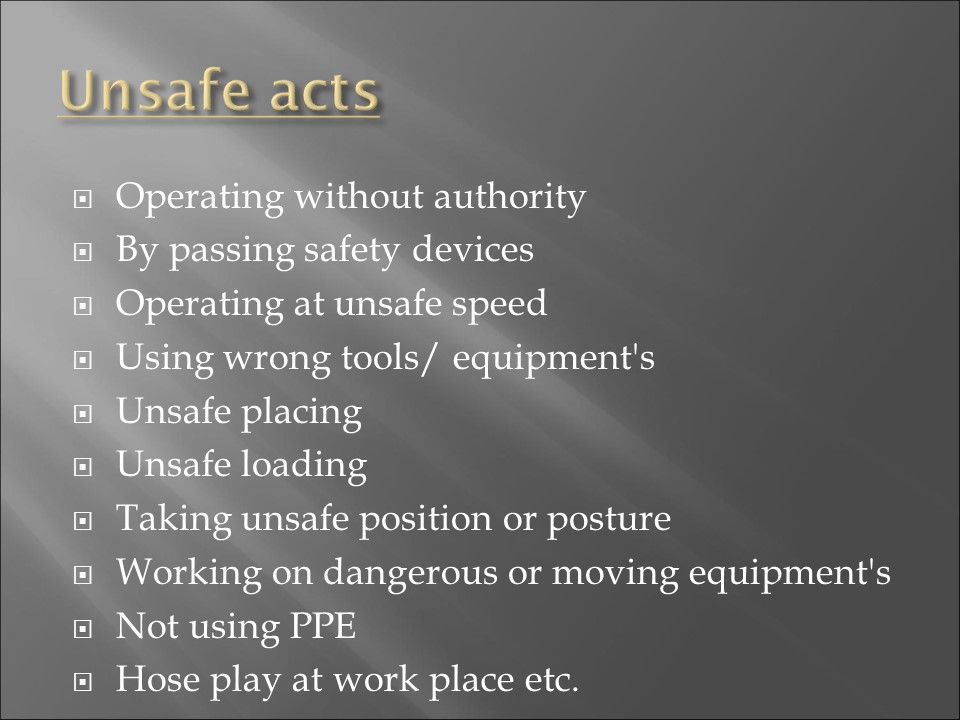 Unsafe acts
Operating without authority
By passing safety devices
Operating at unsafe speed
Using wrong tools/ equipment's
Unsafe placing
Unsafe loading
Taking unsafe position or posture
Working on dangerous or moving equipment's
Not using PPE
Hose play at work place etc.